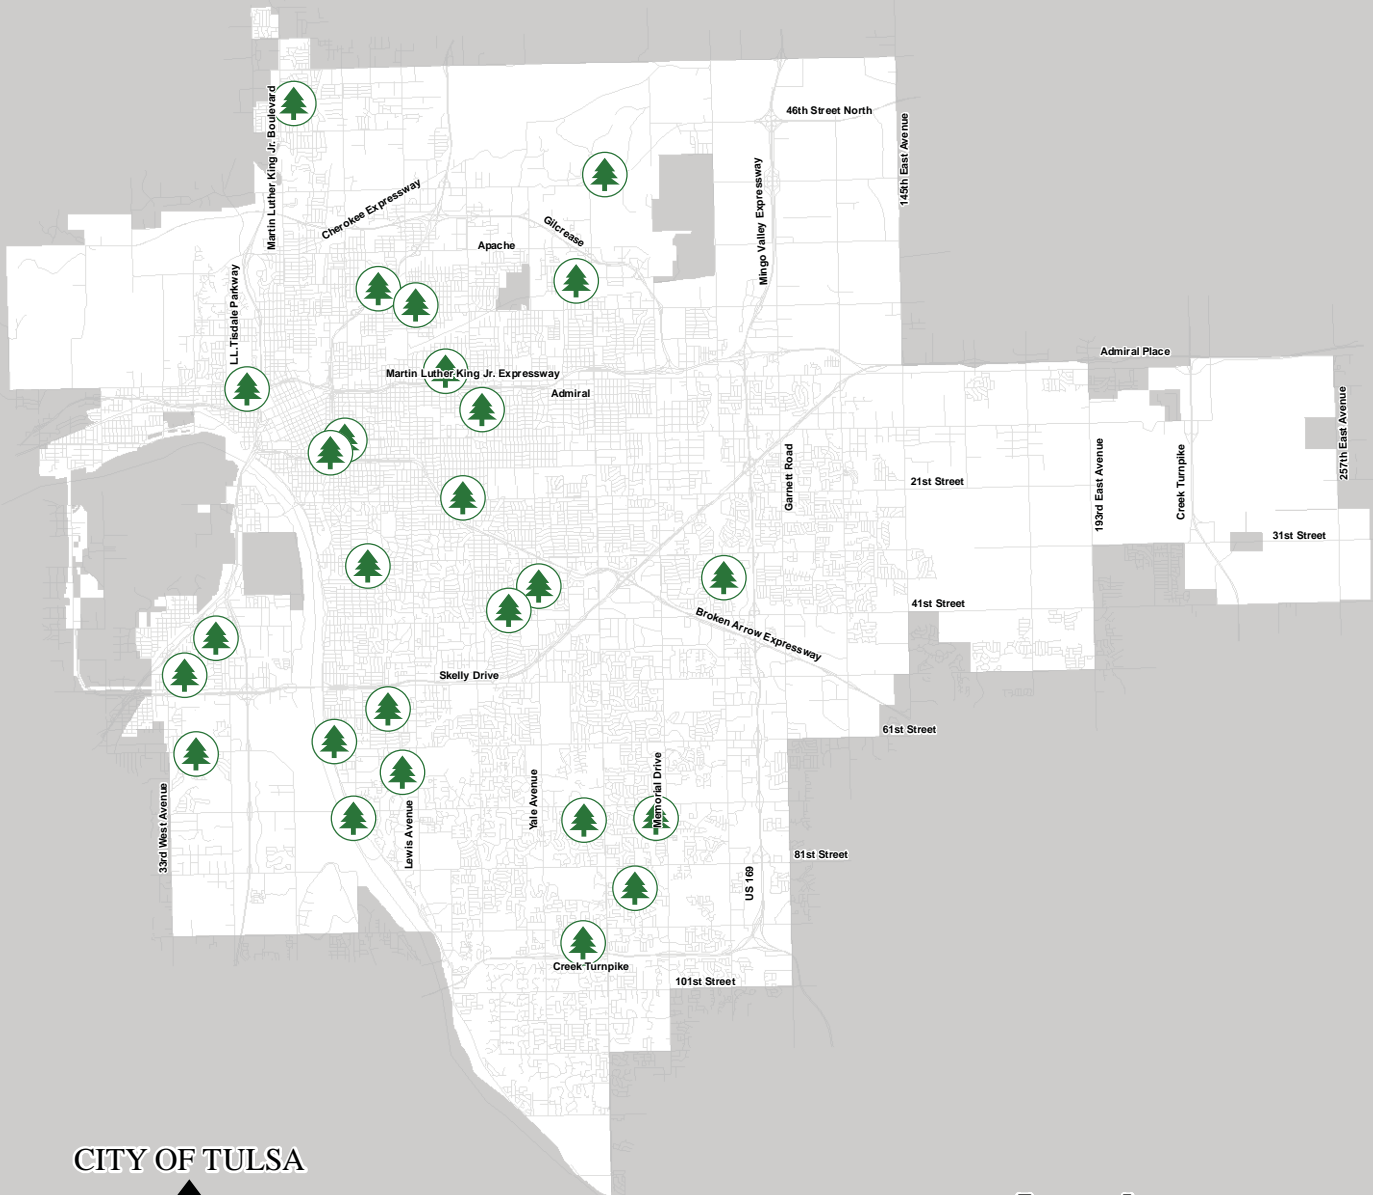 46th Street North
145th East Avenue
Martin Luther King Jr. Boulevard
Mingo Valley Expressway
Cherokee Expressway
Gilcrease
Apache
L.L.Tisdale Parkway
Admiral Place
Martin Luther King Jr. Expressway
Admiral
257th East Avenue
Garnett Road
193rd East Avenue
Creek Turnpike
21st Street
31st Street
41st Street
Broken Arrow Expressway
Skelly Drive
61st Street
Memorial Drive
Yale Avenue
33rd West Avenue
Lewis Avenue
81st Street
US 169
Creek Turnpike
101st Street
CITY OF TULSA